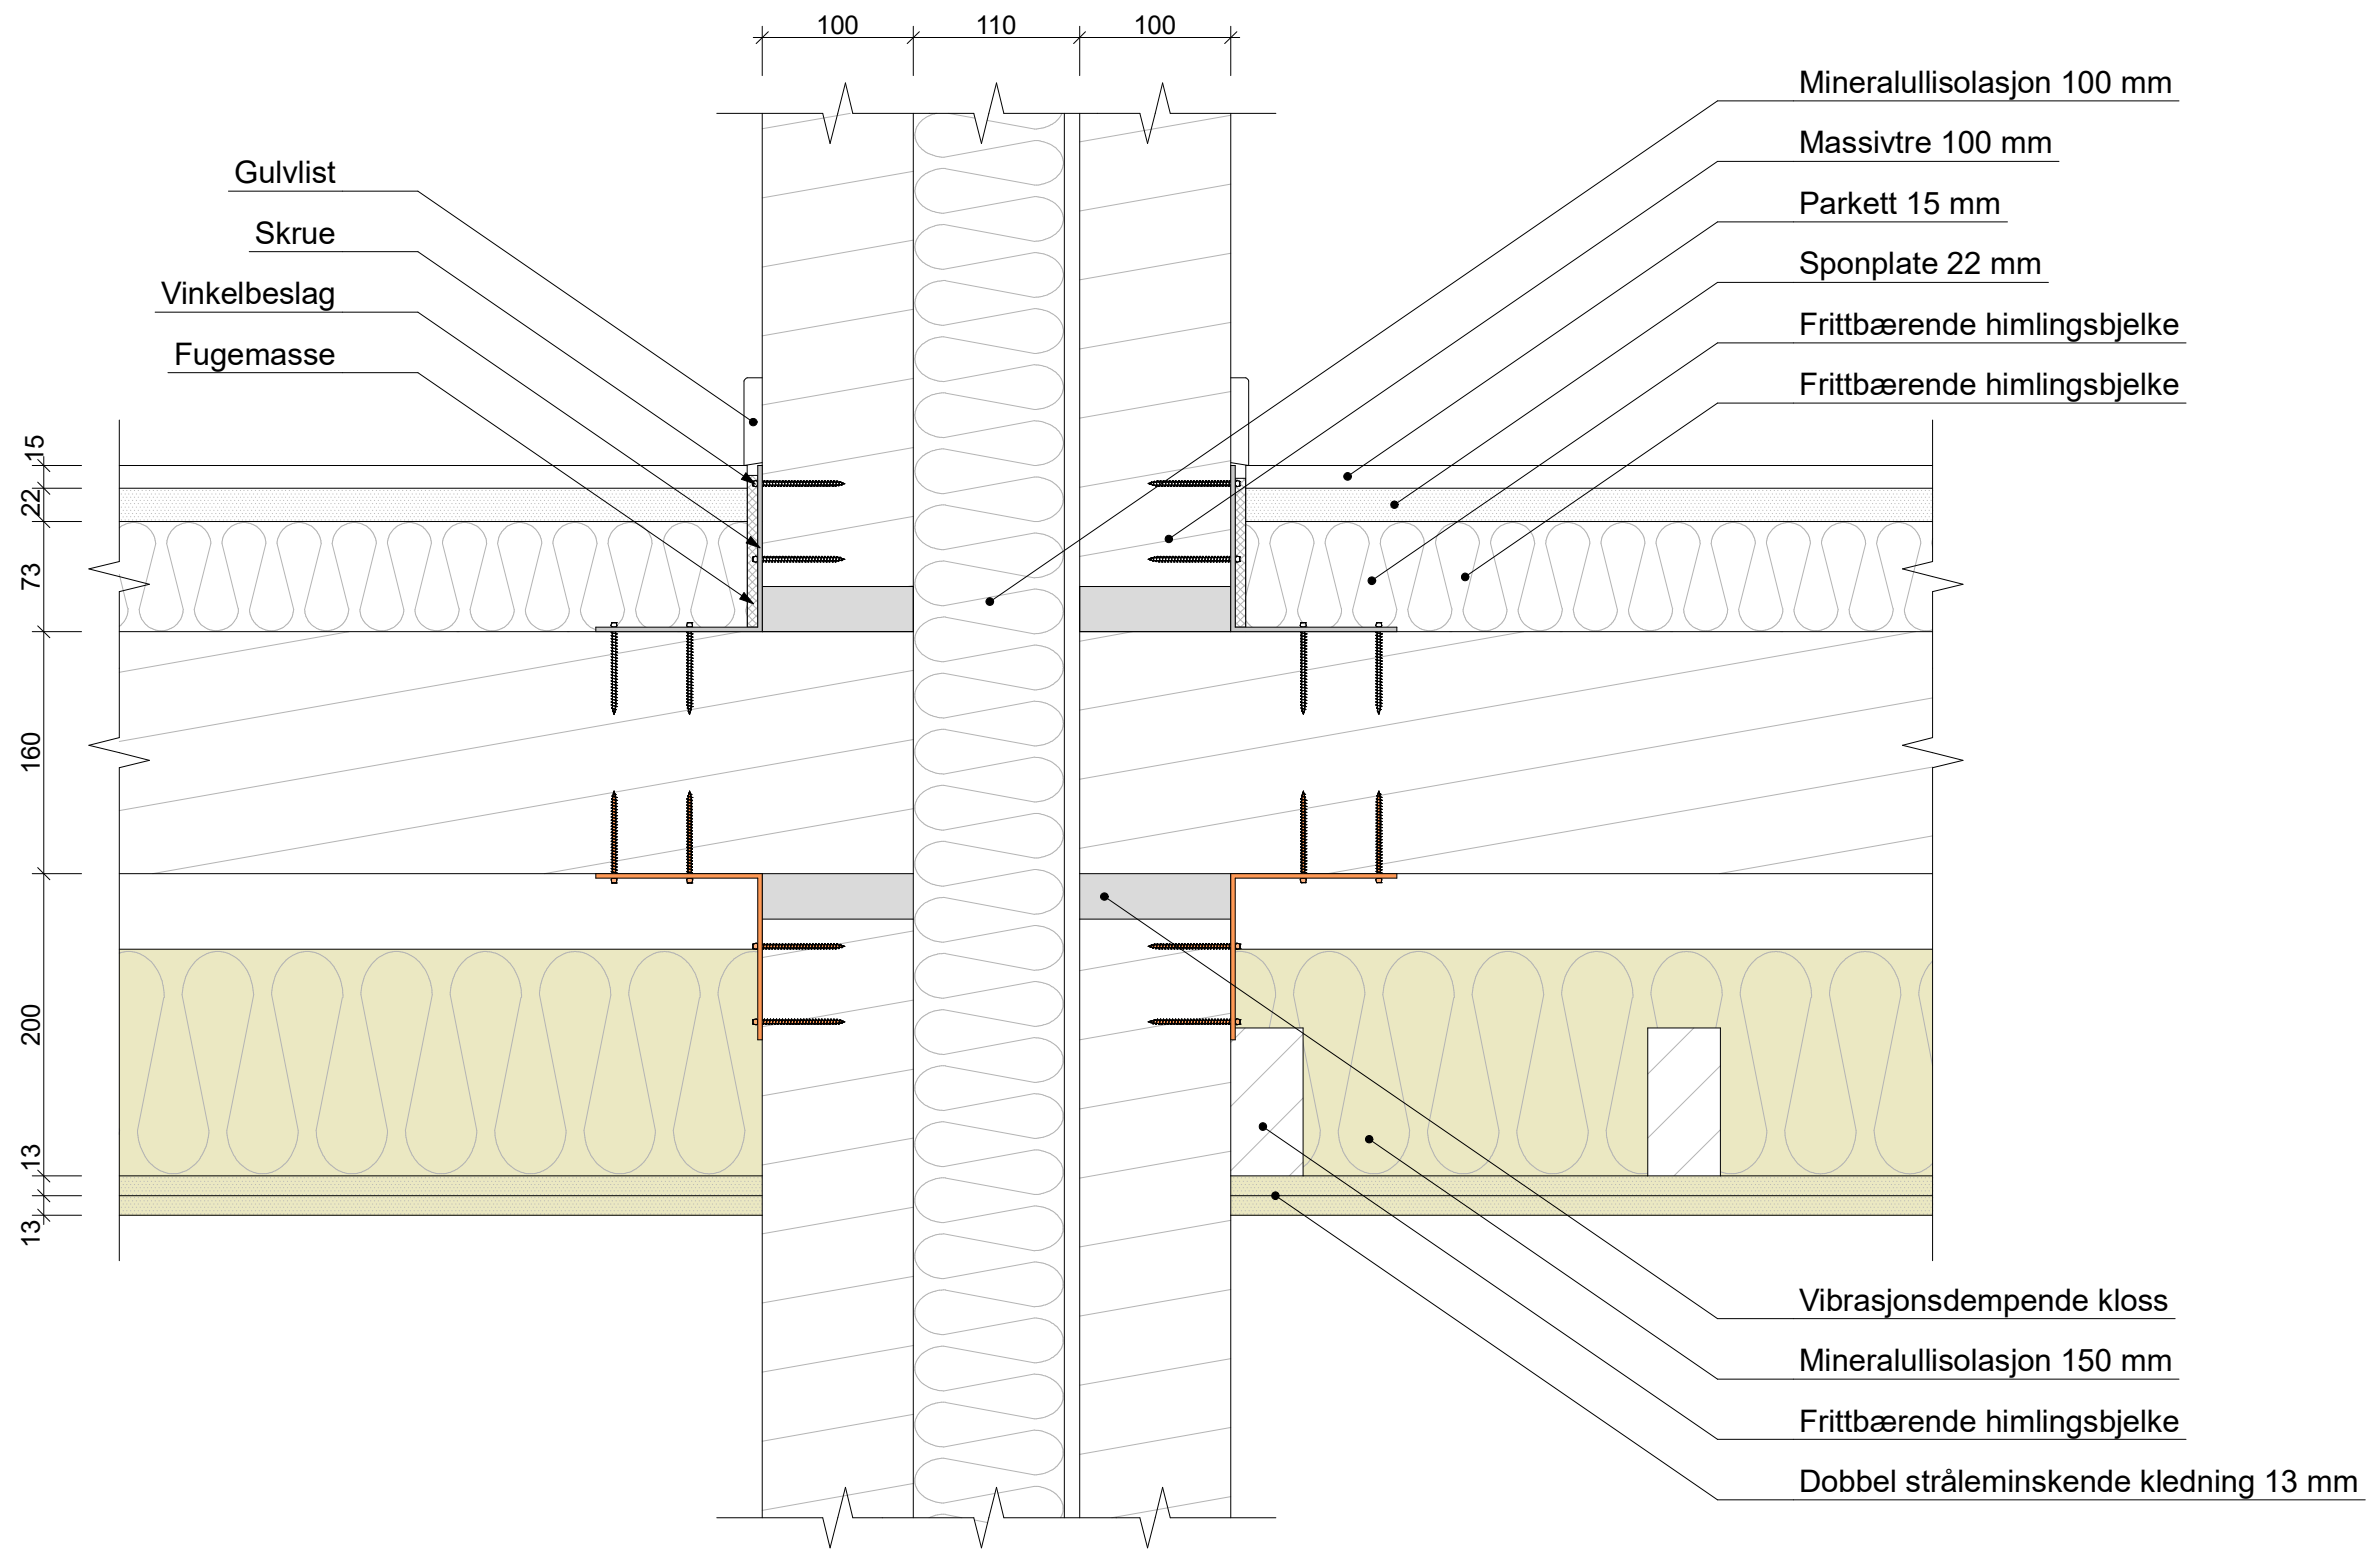 100
110
100
Mineralullisolasjon 100 mm
Massivtre 100 mm
Parkett 15 mm
Sponplate 22 mm
Frittbærende himlingsbjelke
Frittbærende himlingsbjelke
Gulvlist
Skrue
Vinkelbeslag
Fugemasse
15
22
73
160
200
13
13
Vibrasjonsdempende kloss
Mineralullisolasjon 150 mm
Frittbærende himlingsbjelke
Dobbel stråleminskende kledning 13 mm